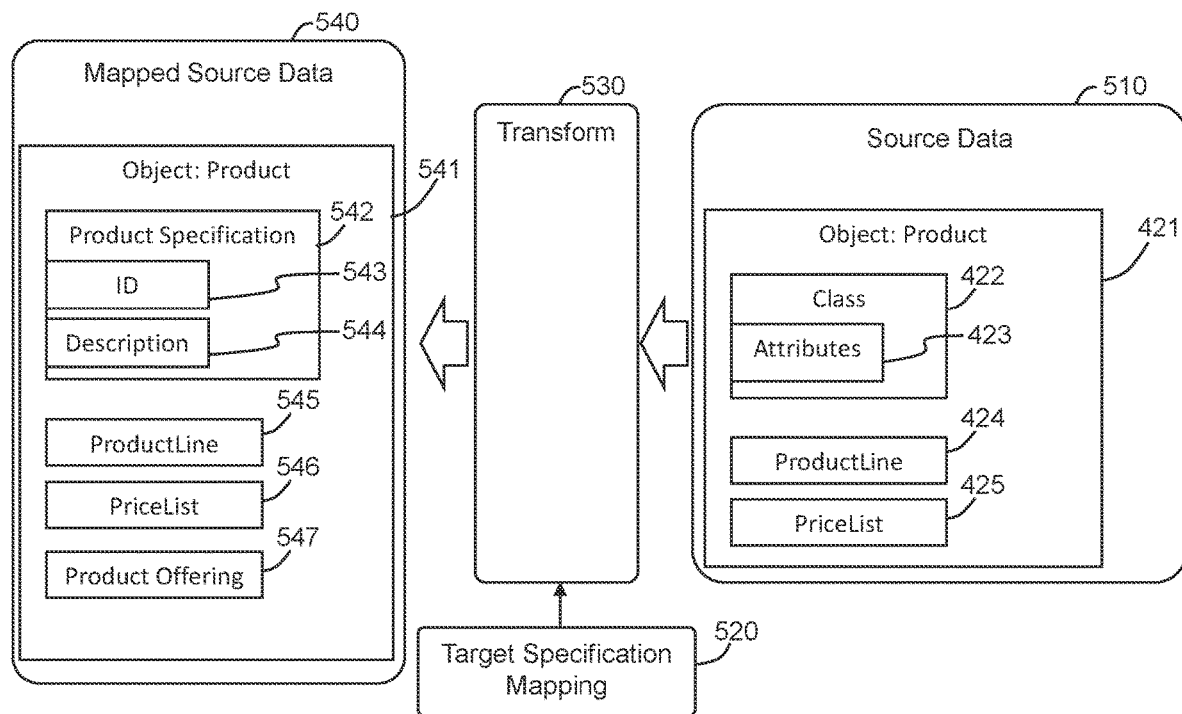 540
Mapped Source Data
Object: Product
541
542
Product Specification
543
ID
544
Description
545
ProductLine
546
PriceList
547
Product Offering
530
Transform
520
Target Specification
Mapping
510
Source Data
Object: Product
421
422
Class
423
Attributes
424
ProductLine
425
PriceList